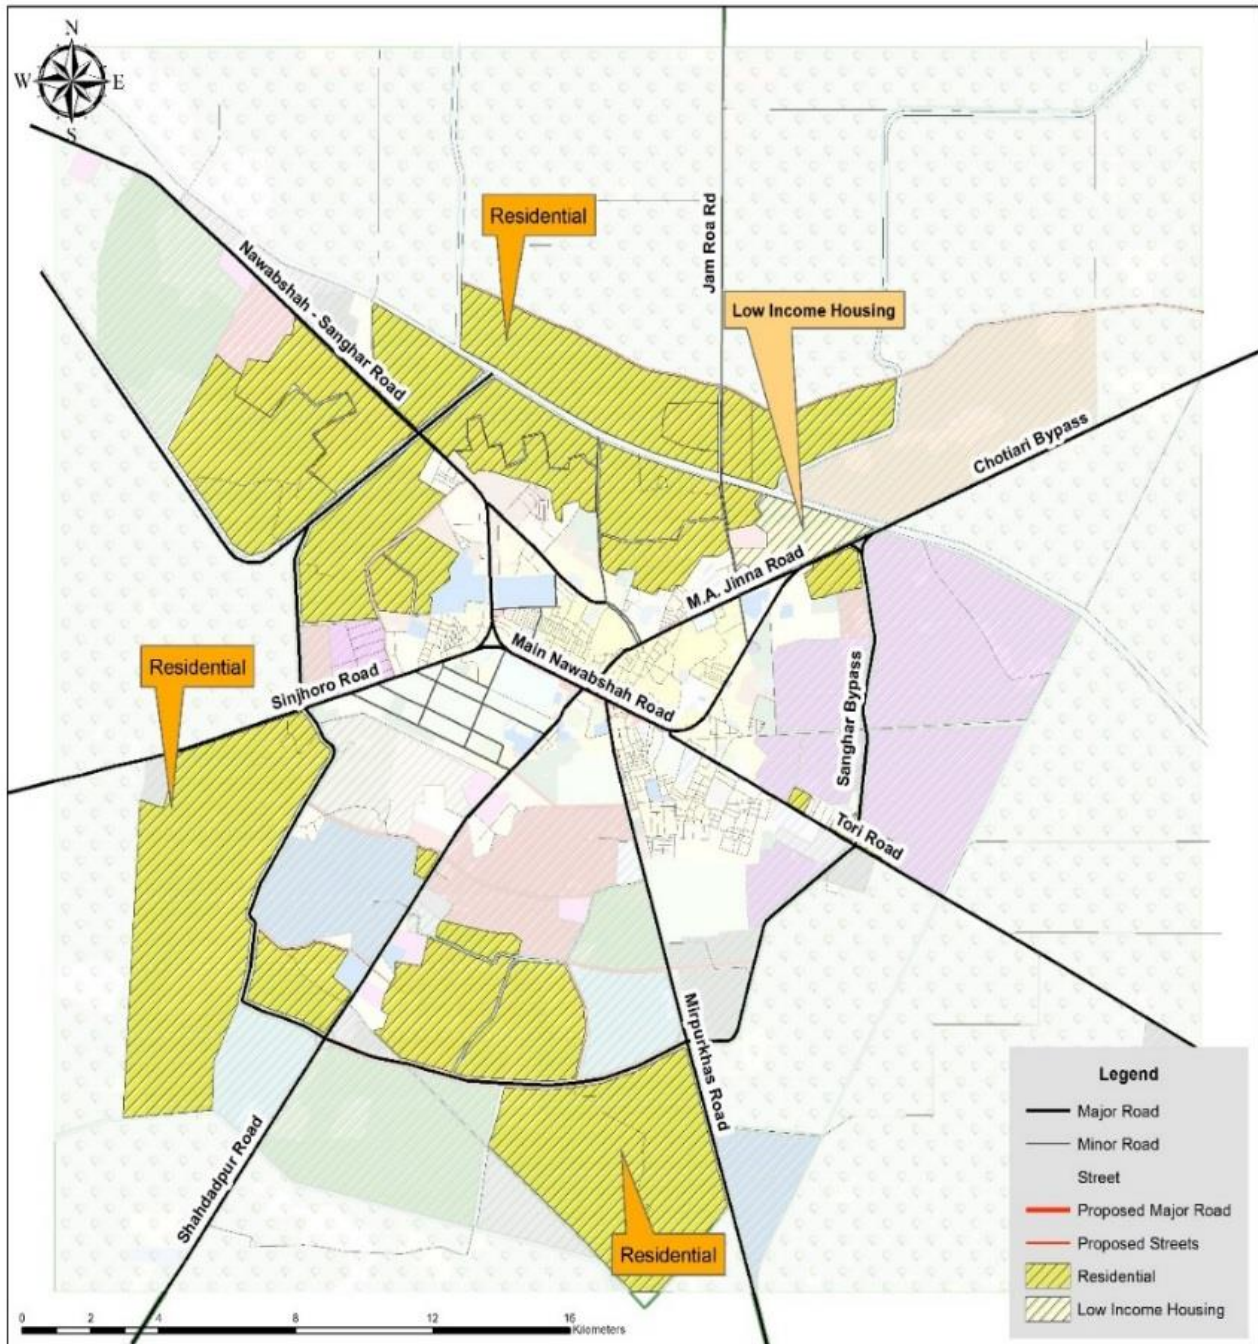 N
W E
S
Residential
Jam Roa Rd
Nawabshah - Sanghar Road
Low Income Housing
Chotiari Bypass
M.A. Jinna Road
Residential
Sinjhoro Road
Main Nawabshah Road
Sanghar Bypass
Tori Road
Mirpurkhas Road
Shahdadpur Road
Residential
Legend
Major Road
Minor Road
Street
Proposed Major Road
Proposed Streets
Residential
Low Income Housing
0 2 4 8 12 16
Kilometers